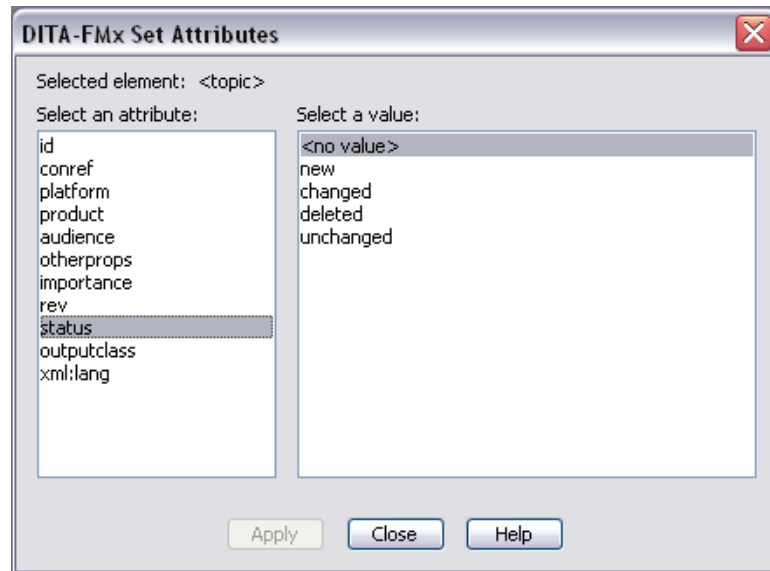 DITA-FMx Set Attributes
Selected element: <topic>
Select an attribute:
id
conref
platform
product
audience
otherprops
importance
rev
status
outputclass
xml:lang
Select a value:
<no value>
new
changed
deleted
unchanged
Apply
Close
Help